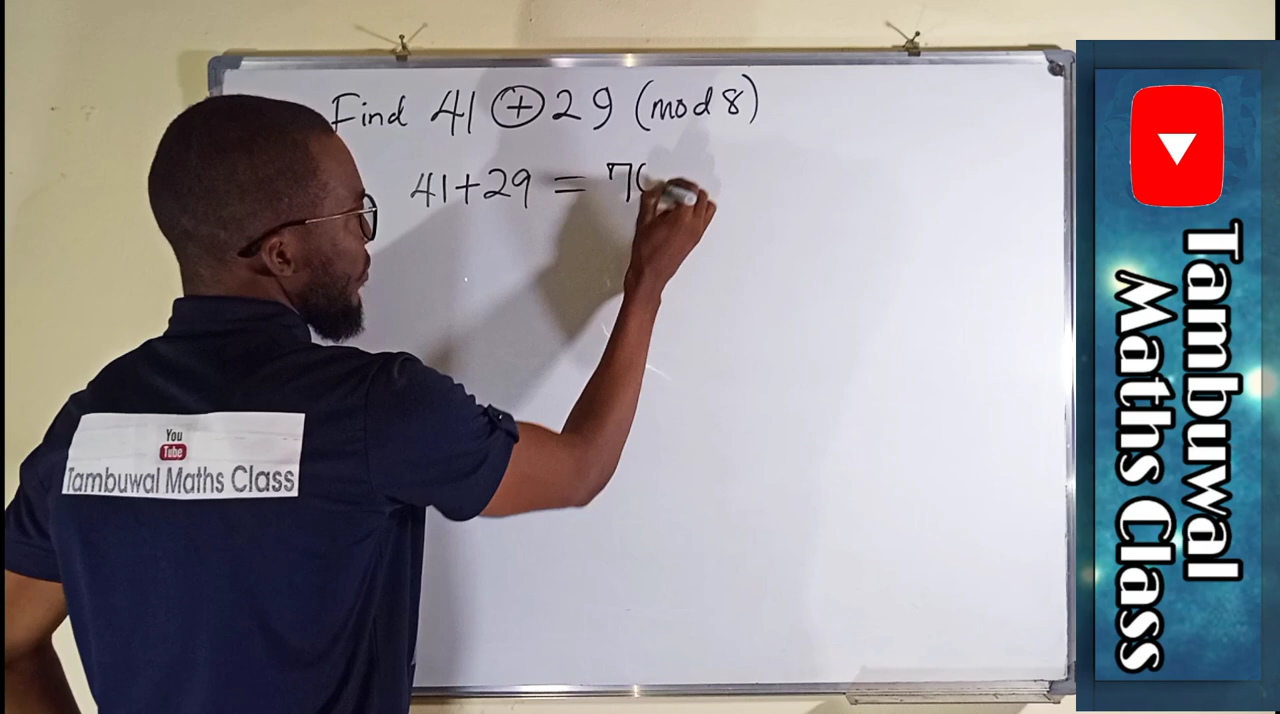 Find 41 ⊕ 29 (mod 8)
41+29 = 70
You
Tube
Tambuwal Maths Class
Tambuwal
Maths Class